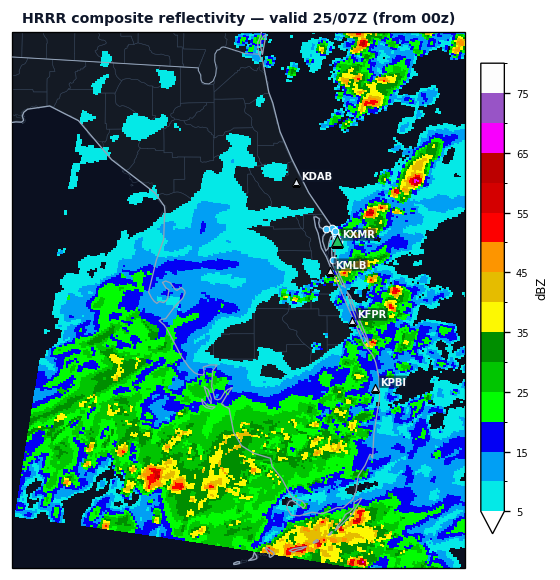 HRRR composite reflectivity — valid 25/07Z (from 00z)
KDAB
KXMR
KMLB
KFPR
KPBI
75
65
55
45
35
25
15
5
dBZ